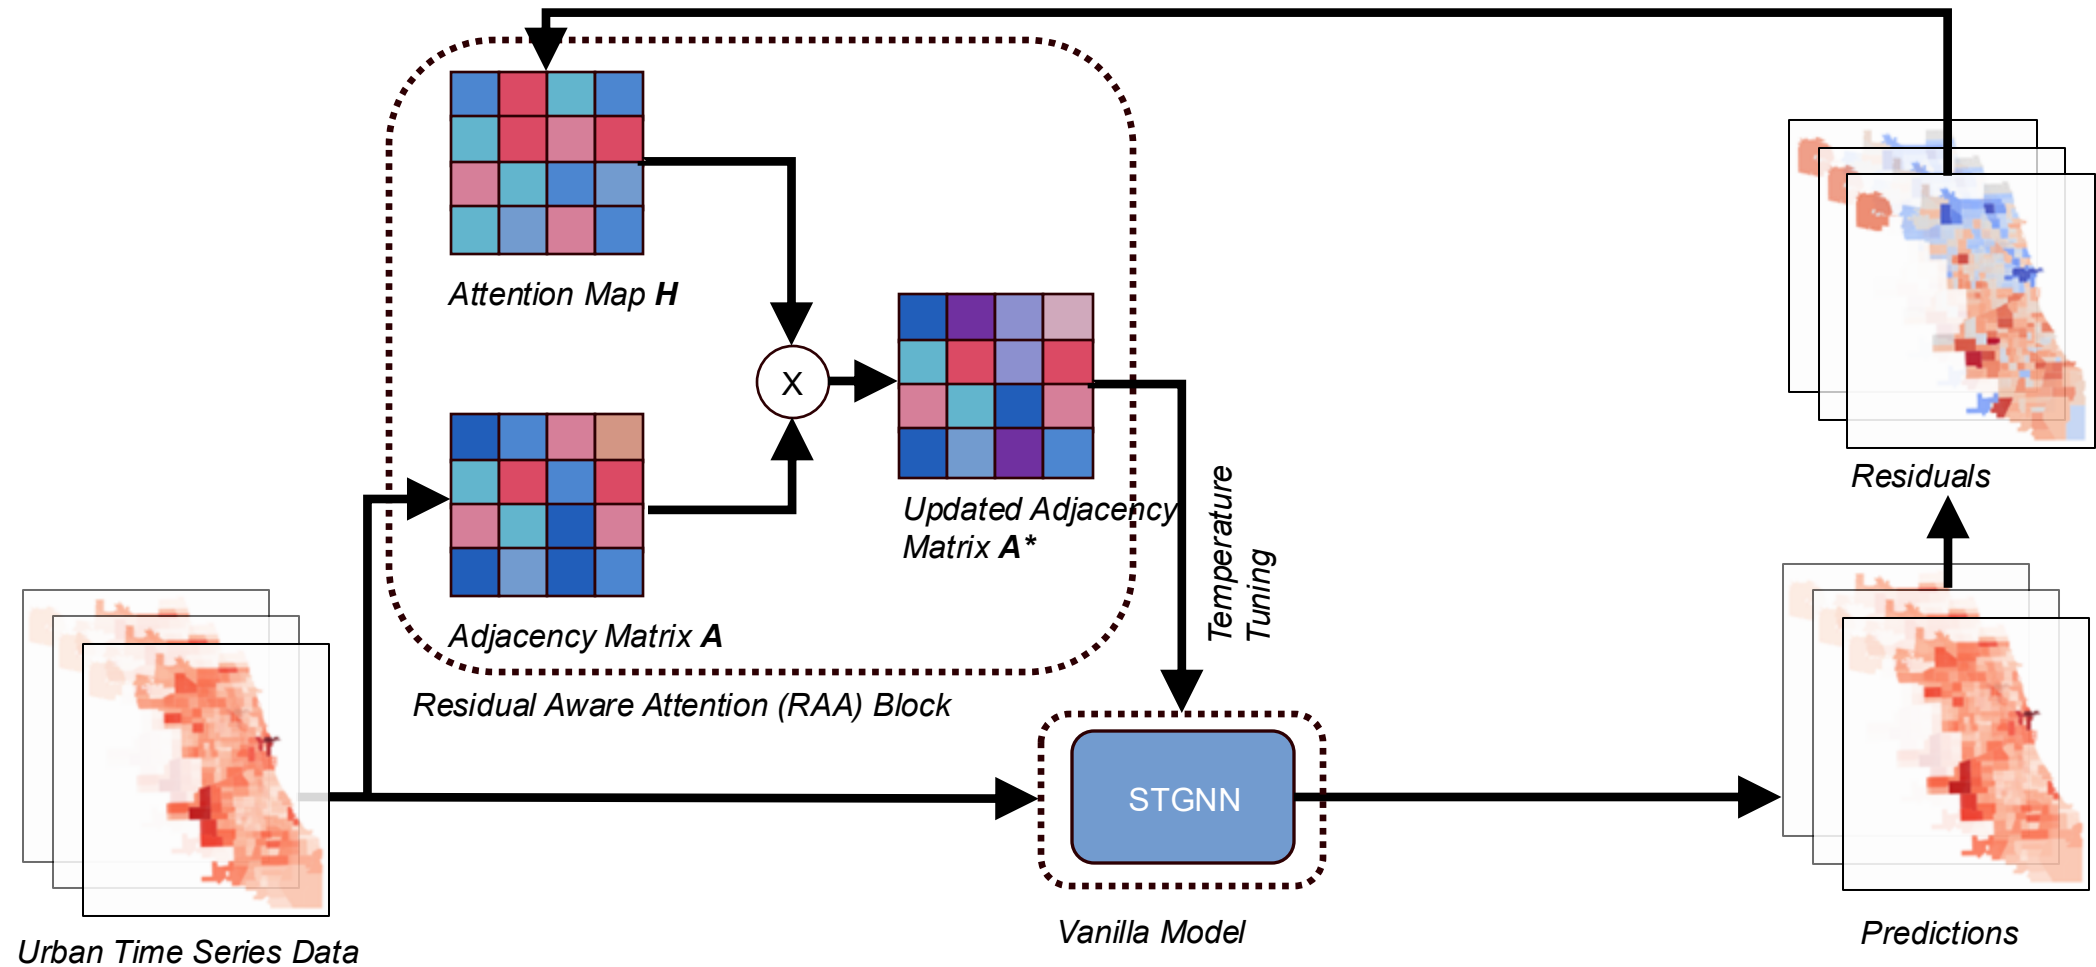 Attention Map H
X
Updated Adjacency
Matrix A*
Temperature
Tuning
Adjacency Matrix A
Residual Aware Attention (RAA) Block
STGNN
Vanilla Model
Urban Time Series Data
Residuals
Predictions